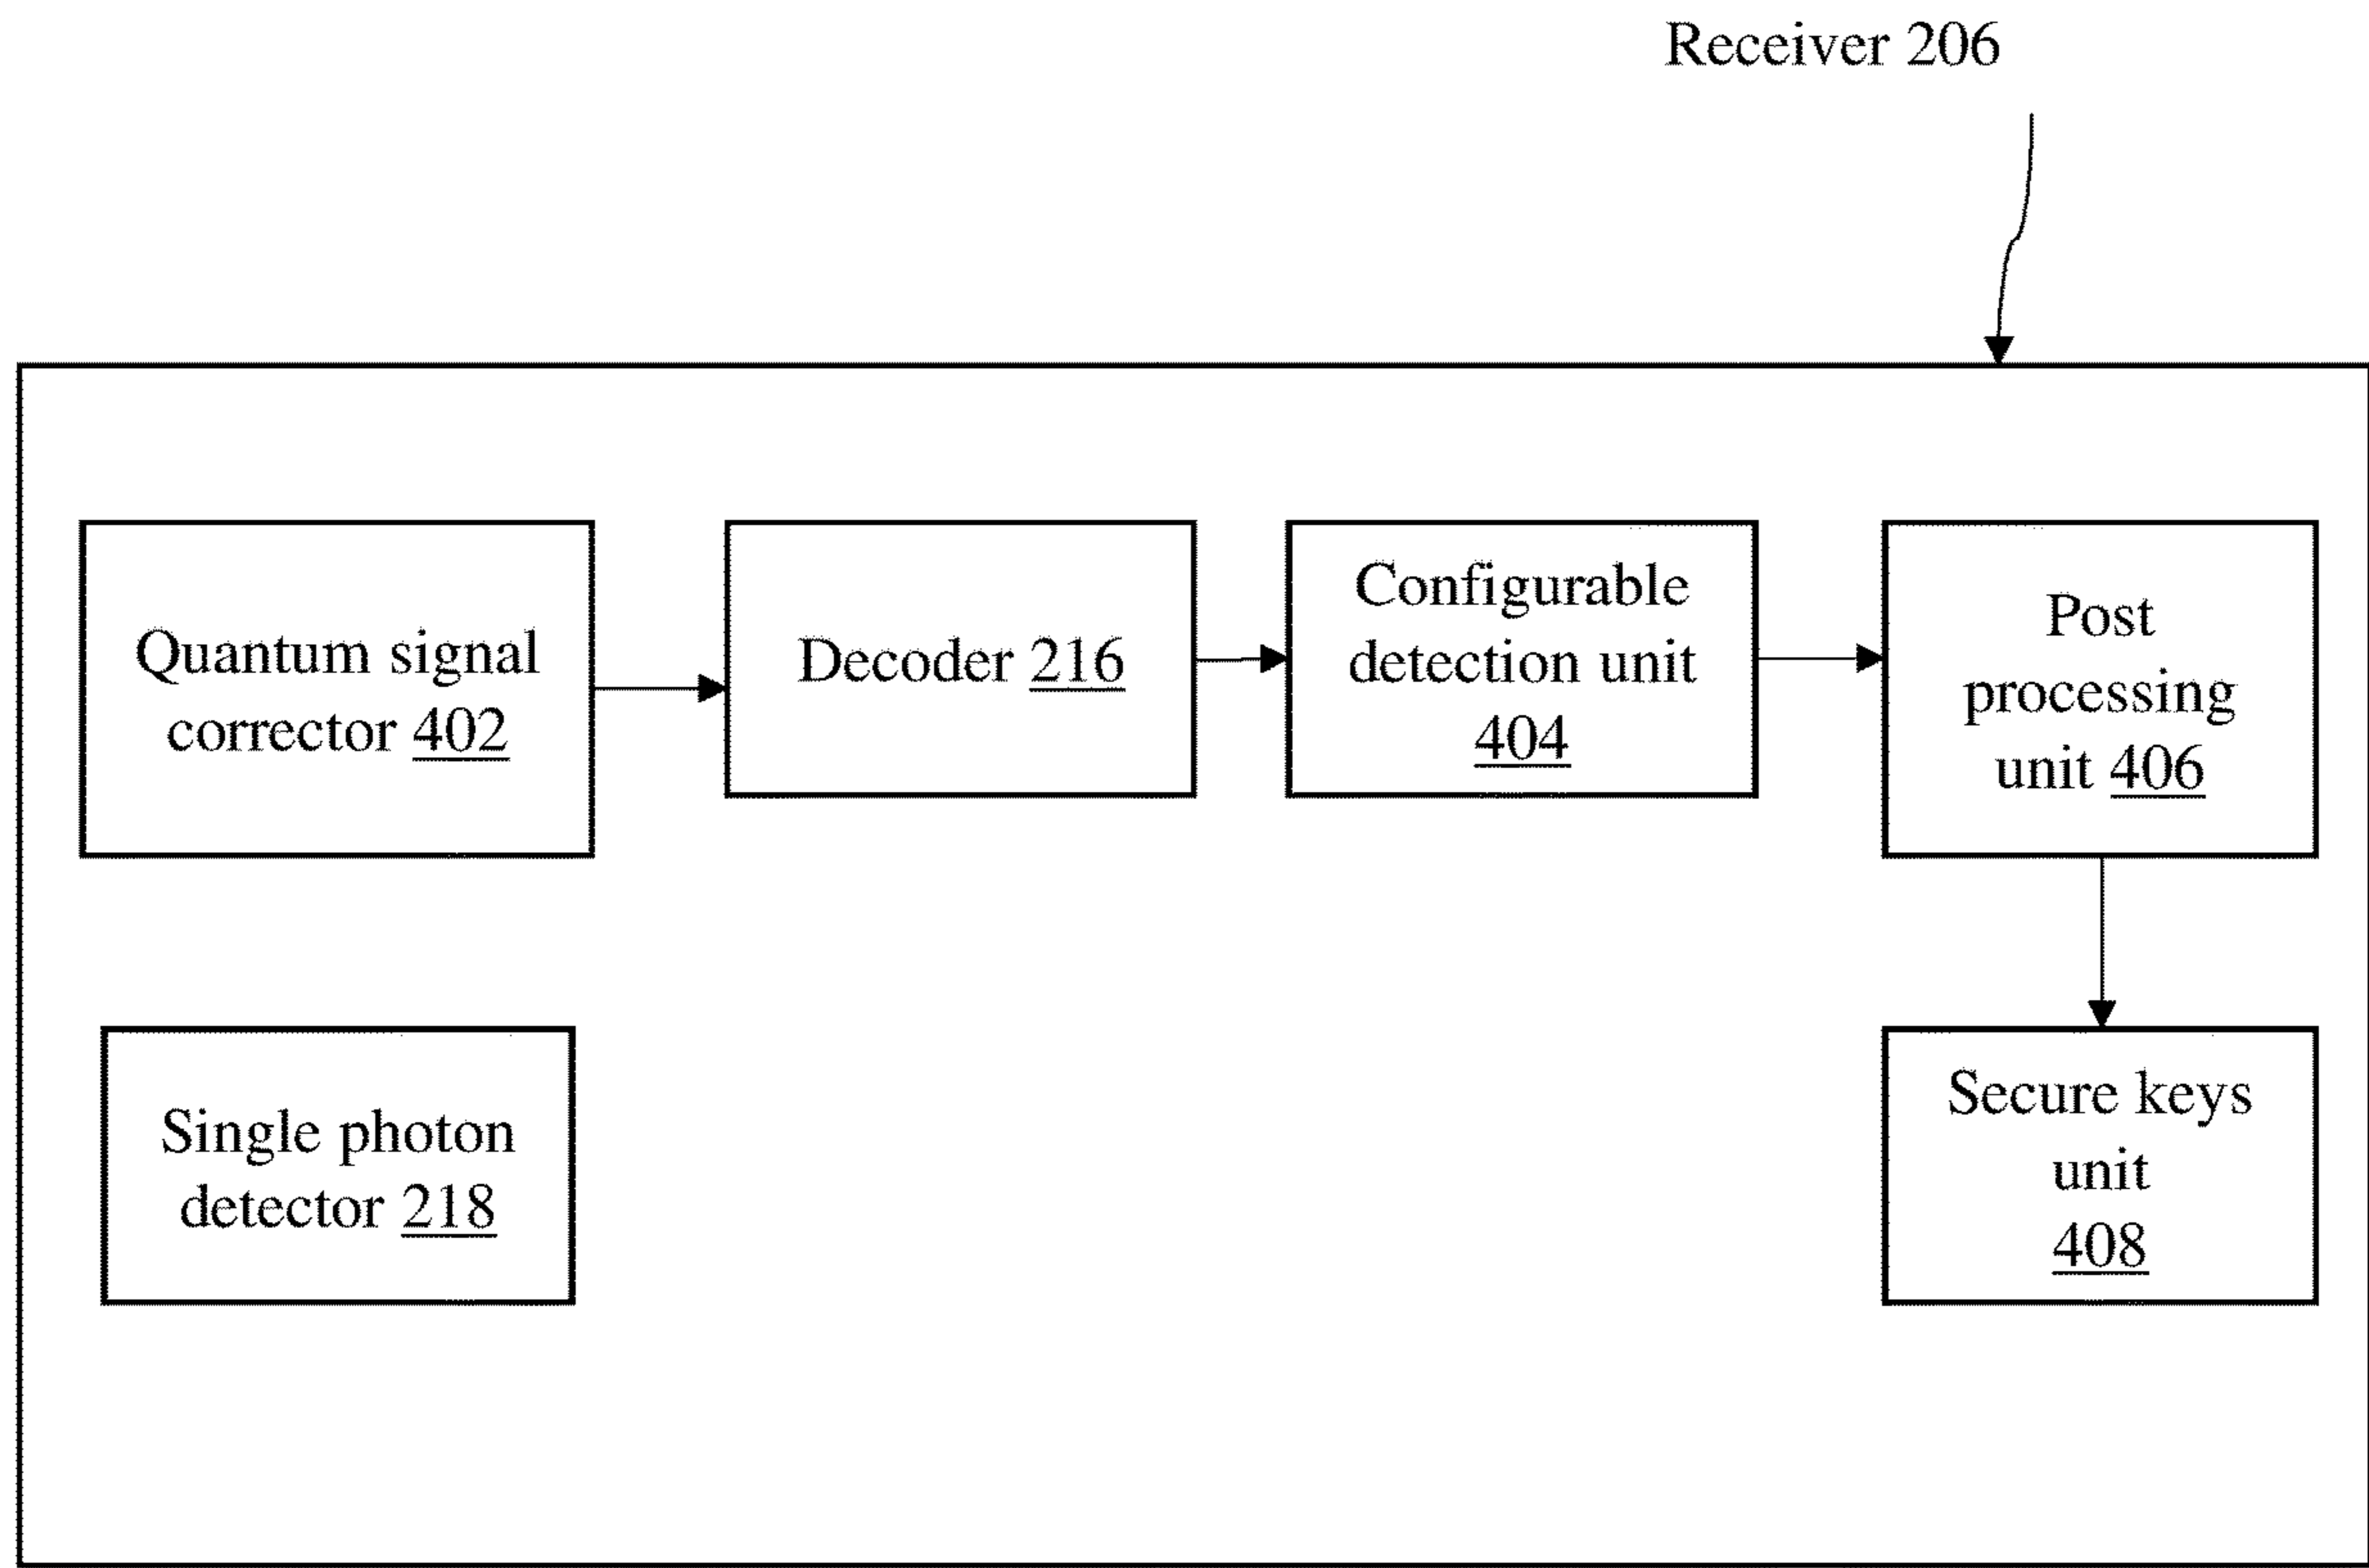 Receiver 206
Quantum signal
corrector 402
Decoder 216
Configurable
detection unit
404
Post
processing
unit 406
Single photon
detector 218
Secure keys
unit
408